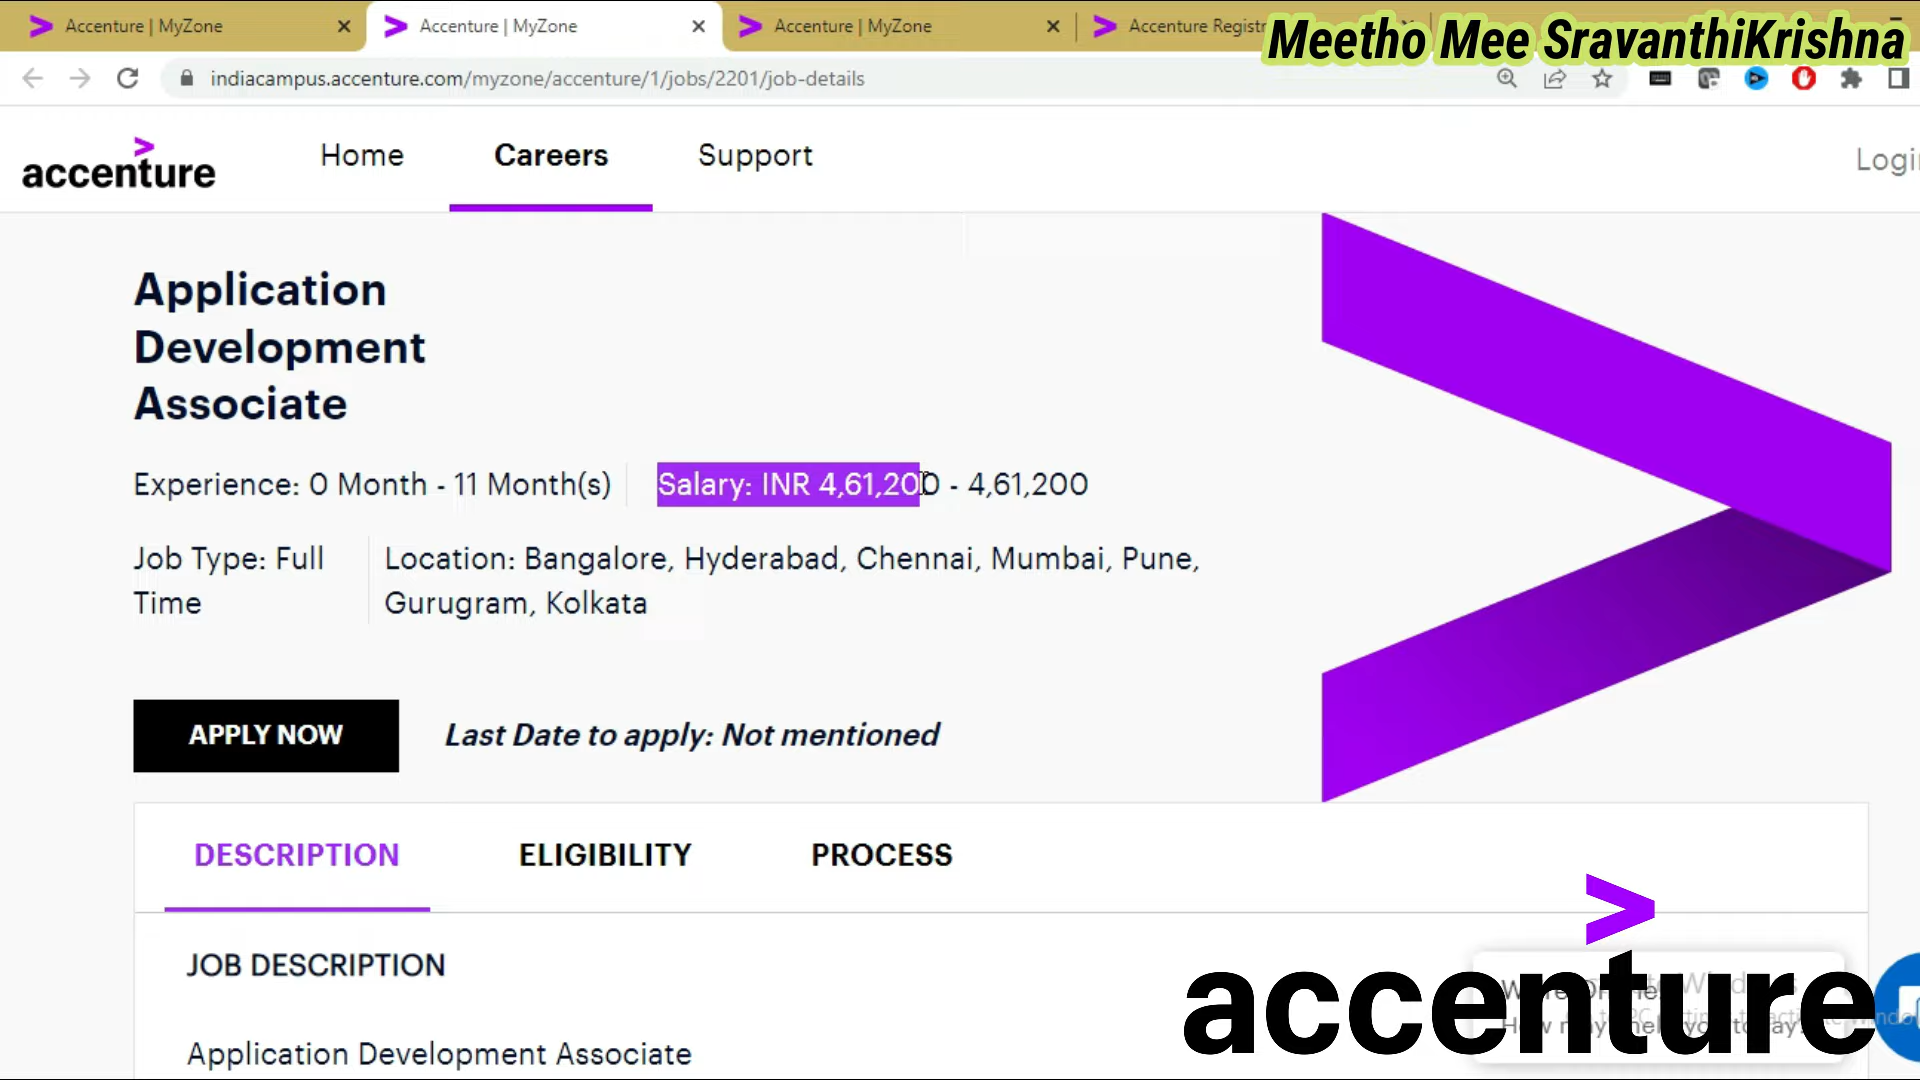 Accenture | MyZone
Accenture | MyZone
Accenture | MyZone
Accenture Registr
Meetho Mee SravanthiKrishna
indiacampus.accenture.com/myzone/accenture/1/jobs/2201/job-details
accenture
Home
Careers
Support
Login
Application
Development
Associate
Experience: 0 Month - 11 Month(s)
Salary: INR 4,61,200 - 4,61,200
Job Type: Full
Time
Location: Bangalore, Hyderabad, Chennai, Mumbai, Pune,
Gurugram, Kolkata
APPLY NOW
Last Date to apply: Not mentioned
DESCRIPTION
ELIGIBILITY
PROCESS
JOB DESCRIPTION
Application Development Associate
accenture